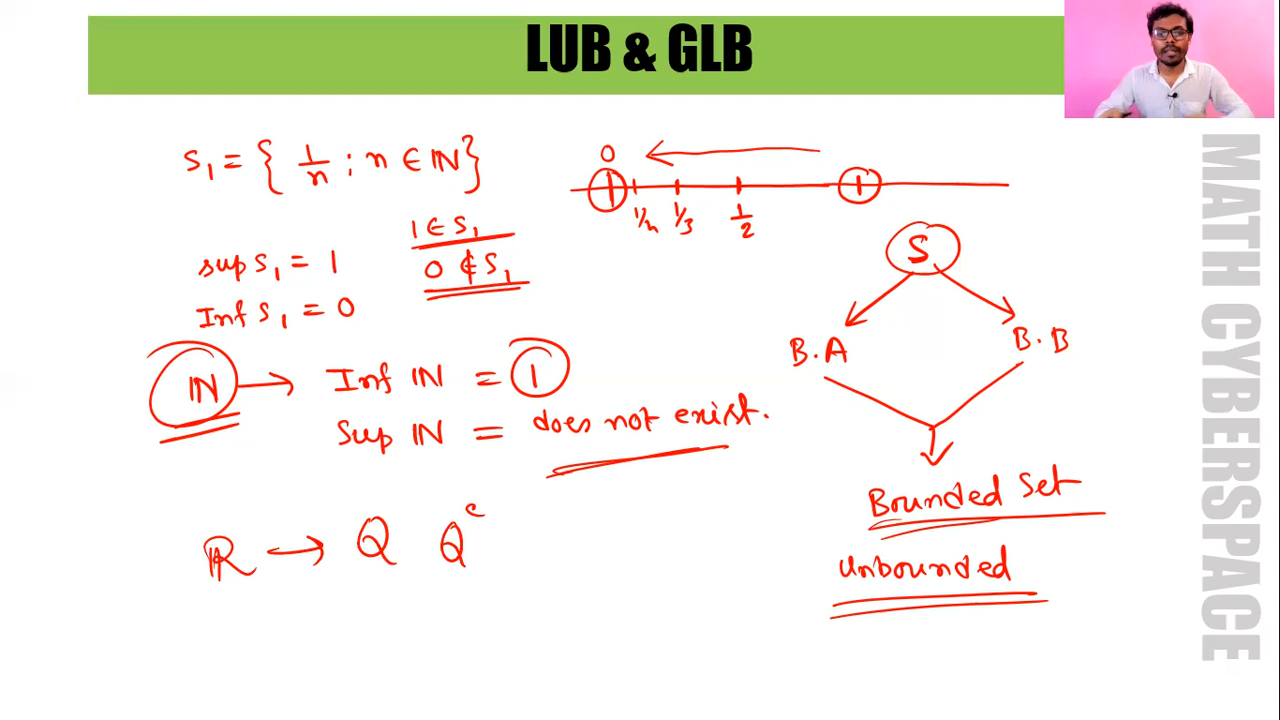 LUB & GLB
S₁ = { 1/n ; n ∈ ℕ }
0
1
1/n 1/3 1/2
1 ∈ S₁
0 ∉ S₁
sup S₁ = 1
Inf S₁ = 0
S
B.A B.B
ℕ → Inf ℕ = 1
Sup ℕ = does not exist.
Bounded Set
Unbounded
ℝ → Q Qᶜ
MATH CYBERSPACE